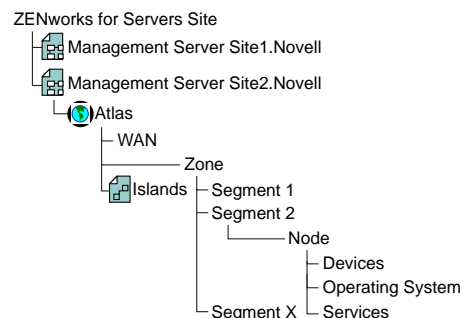 ZENworks for Servers Site
Management Server Site1.Novell
Management Server Site2.Novell
Atlas
WAN
Zone
Islands
Segment 1
Segment 2
Node
Devices
Operating System
Segment X
Services